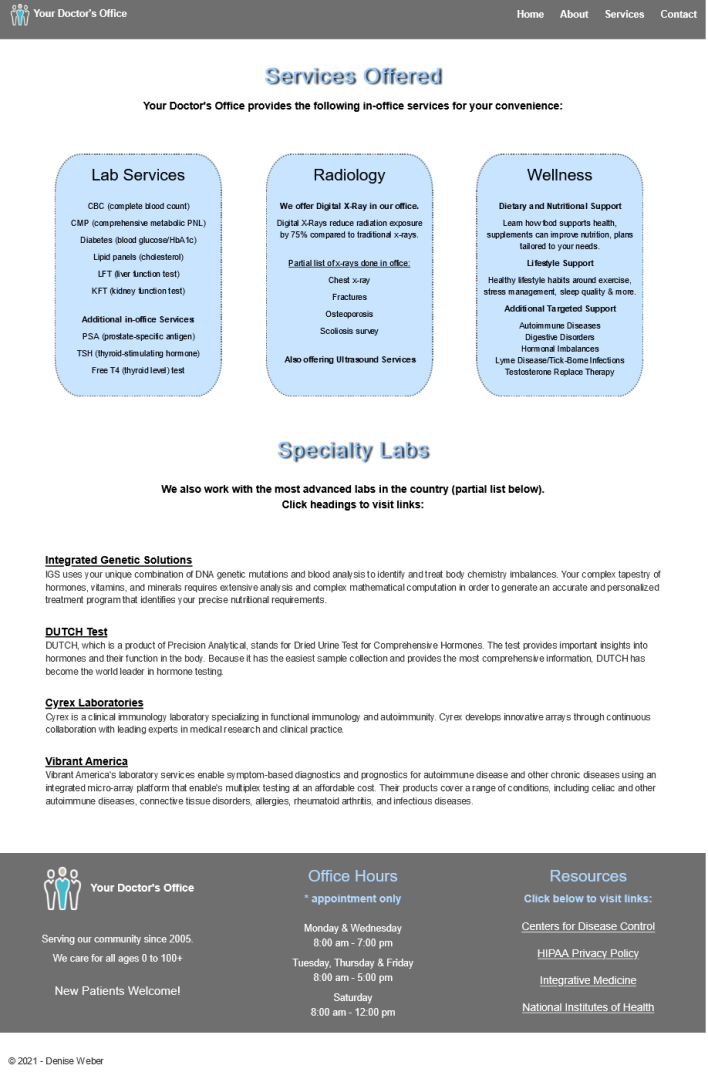 Your Doctor's Office
Home About Services Contact
Services Offered
Your Doctor's Office provides the following in-office services for your convenience:
Lab Services
CBC (complete blood count)
CMP (comprehensive metabolic PNL)
Diabetes (blood glucose/HbA1c)
Lipid panels (cholesterol)
LFT (liver function test)
KFT (kidney function test)
Additional in-office Services
PSA (prostate-specific antigen)
TSH (thyroid-stimulating hormone)
Free T4 (thyroid level) test
Radiology
We offer Digital X-Ray in our office.
Digital X-Rays reduce radiation exposure
by 75% compared to traditional x-rays.
Partial list of x-rays done in office:
Chest x-ray
Fractures
Osteoporosis
Scoliosis survey
Also offering Ultrasound Services
Wellness
Dietary and Nutritional Support
Learn how food supports health,
supplements can improve nutrition, plans
tailored to your needs.
Lifestyle Support
Healthy lifestyle habits around exercise,
stress management, sleep quality & more.
Additional Targeted Support
Autoimmune Diseases
Digestive Disorders
Hormonal Imbalances
Lyme Disease/Tick-Borne Infections
Testosterone Replace Therapy
Specialty Labs
We also work with the most advanced labs in the country (partial list below).
Click headings to visit links:
Integrated Genetic Solutions
IGS uses your unique combination of DNA genetic mutations and blood analysis to identify and treat body chemistry imbalances. Your complex tapestry of
hormones, vitamins, and minerals requires extensive analysis and complex mathematical computation in order to generate an accurate and personalized
treatment program that identifies your precise nutritional requirements.
DUTCH Test
DUTCH, which is a product of Precision Analytical, stands for Dried Urine Test for Comprehensive Hormones. The test provides important insights into
hormones and their function in the body. Because it has the easiest sample collection and provides the most comprehensive information, DUTCH has
become the world leader in hormone testing.
Cyrex Laboratories
Cyrex is a clinical immunology laboratory specializing in functional immunology and autoimmunity. Cyrex develops innovative arrays through continuous
collaboration with leading experts in medical research and clinical practice.
Vibrant America
Vibrant America's laboratory services enable symptom-based diagnostics and prognostics for autoimmune disease and other chronic diseases using an
integrated micro-array platform that enable's multiplex testing at an affordable cost. Their products cover a range of conditions, including celiac and other
autoimmune diseases, connective tissue disorders, allergies, rheumatoid arthritis, and infectious diseases.
Your Doctor's Office
Serving our community since 2005.
We care for all ages 0 to 100+
New Patients Welcome!
Office Hours
* appointment only
Monday & Wednesday
8:00 am - 7:00 pm
Tuesday, Thursday & Friday
8:00 am - 5:00 pm
Saturday
8:00 am - 12:00 pm
Resources
Click below to visit links:
Centers for Disease Control
HIPAA Privacy Policy
Integrative Medicine
National Institutes of Health
© 2021 - Denise Weber